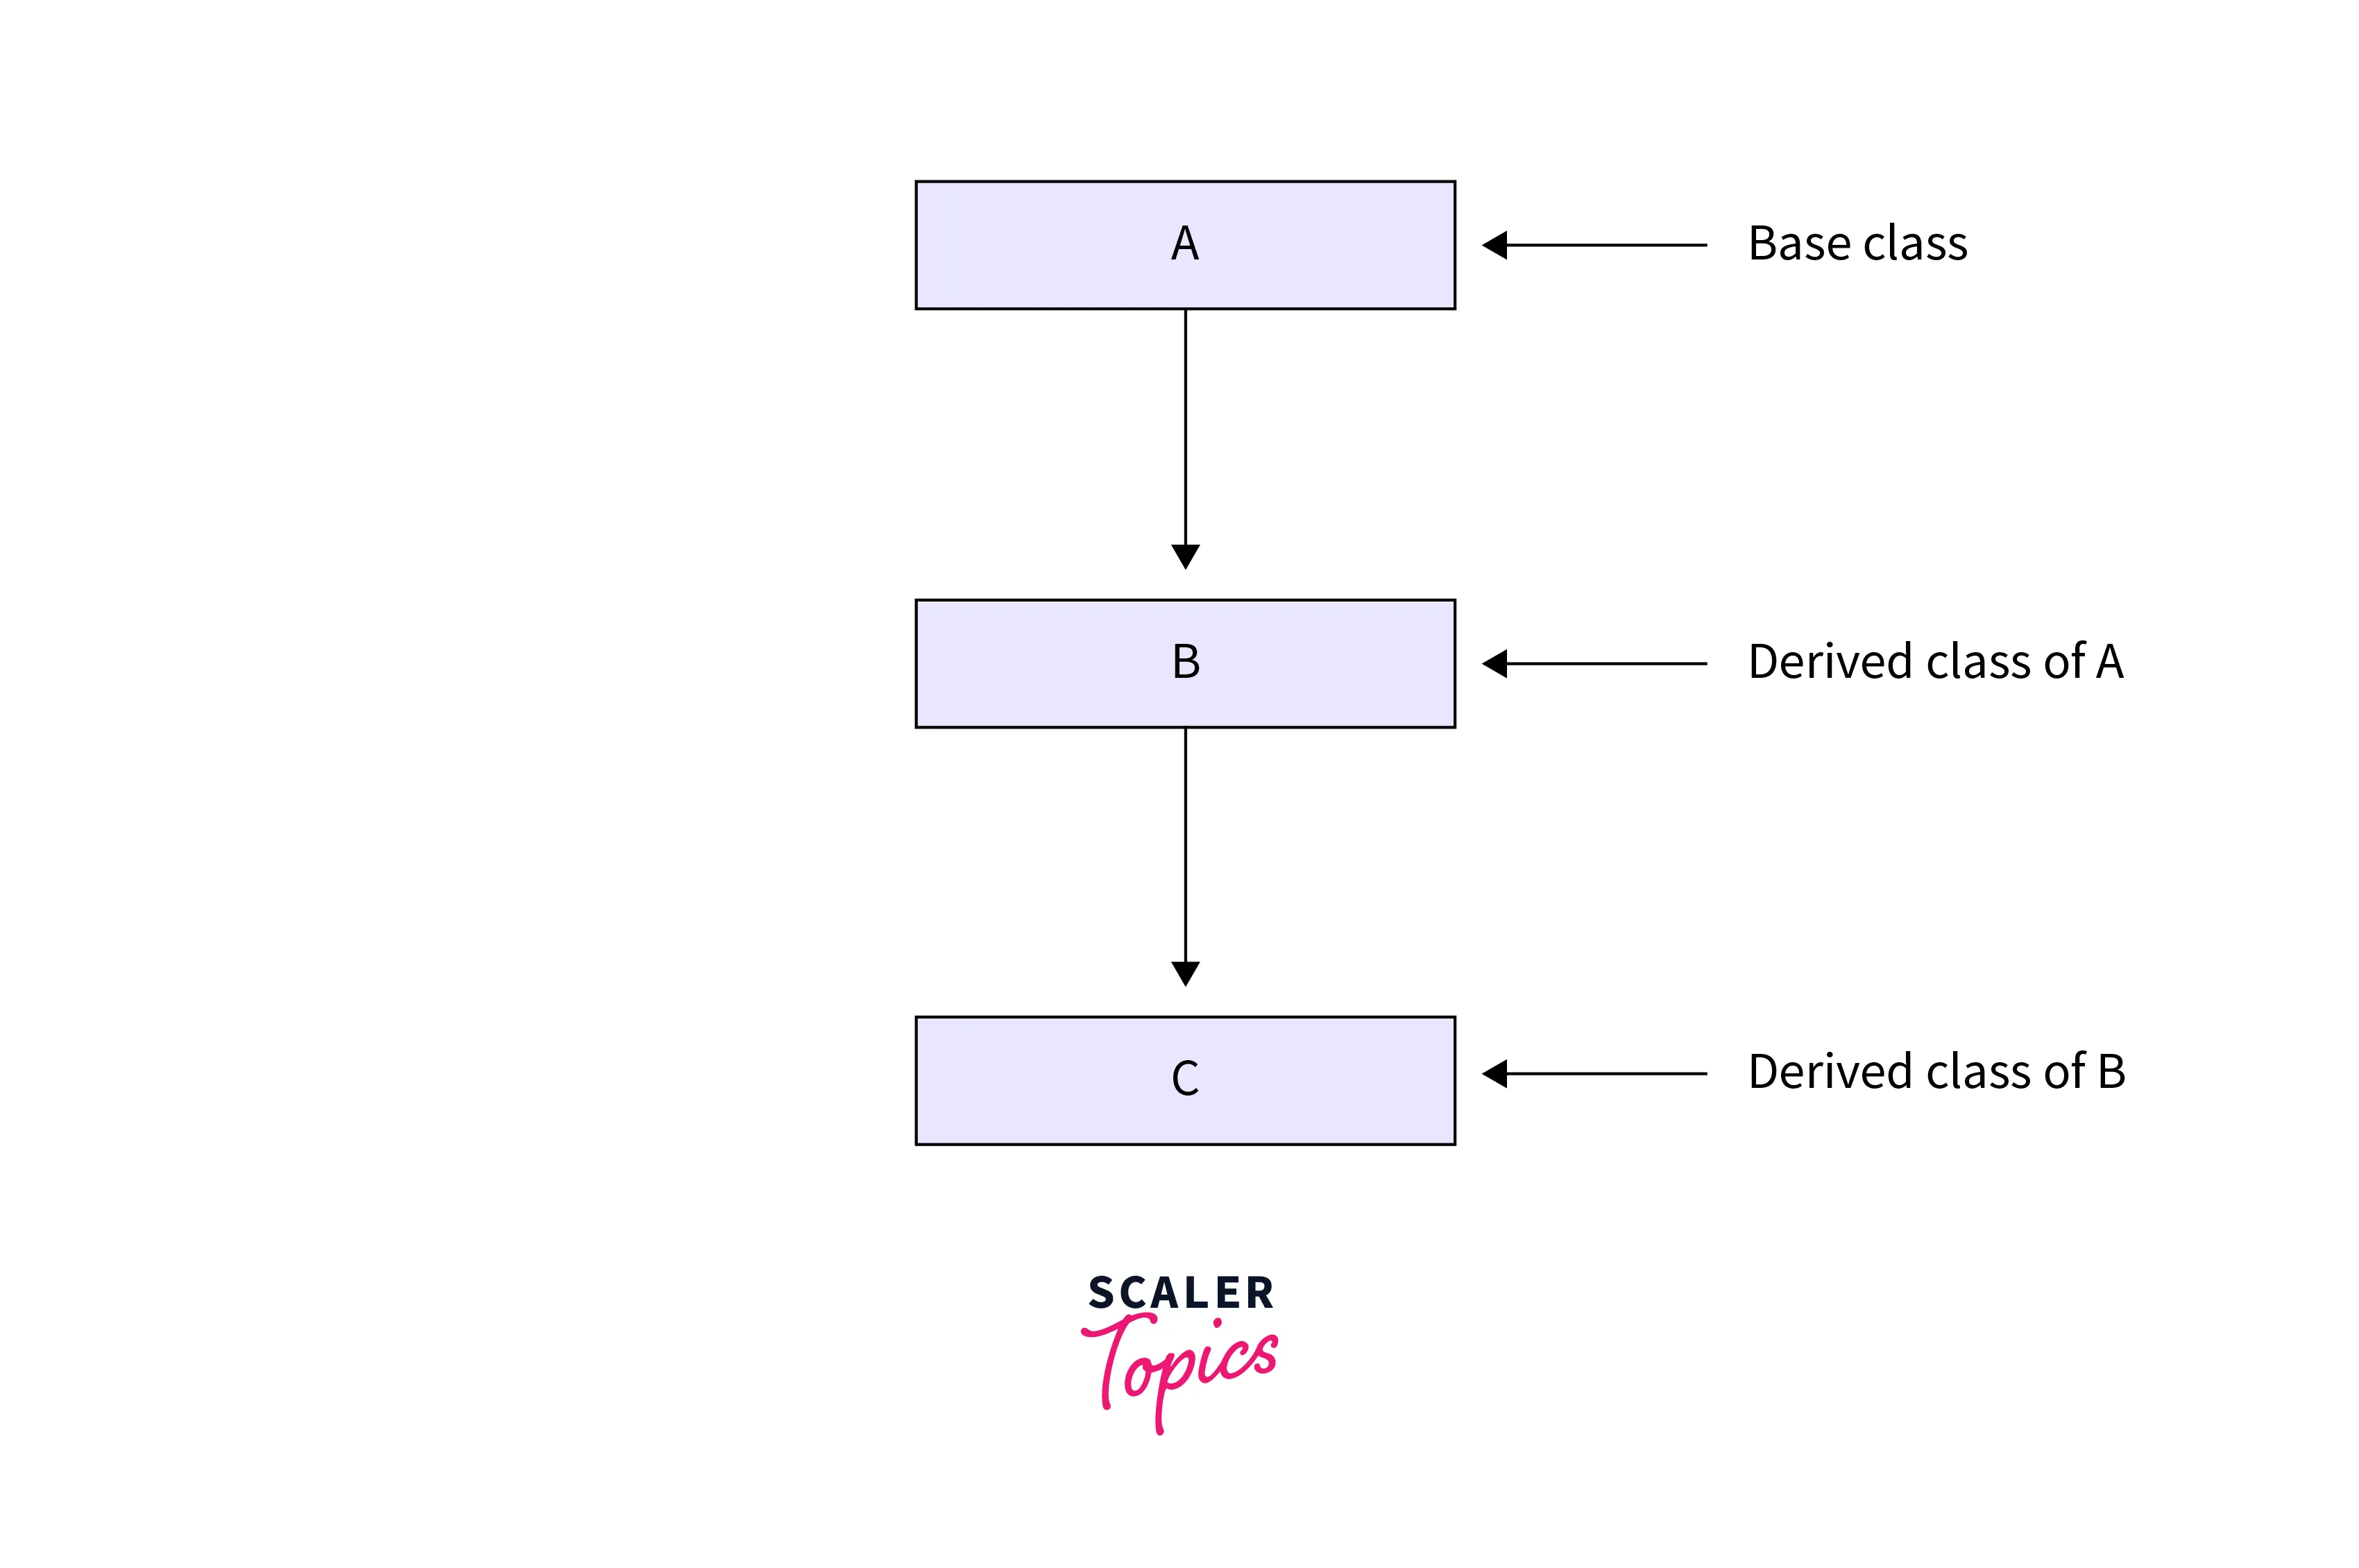 A
Base class
B
Derived class of A
C
Derived class of B
SCALER
Topics